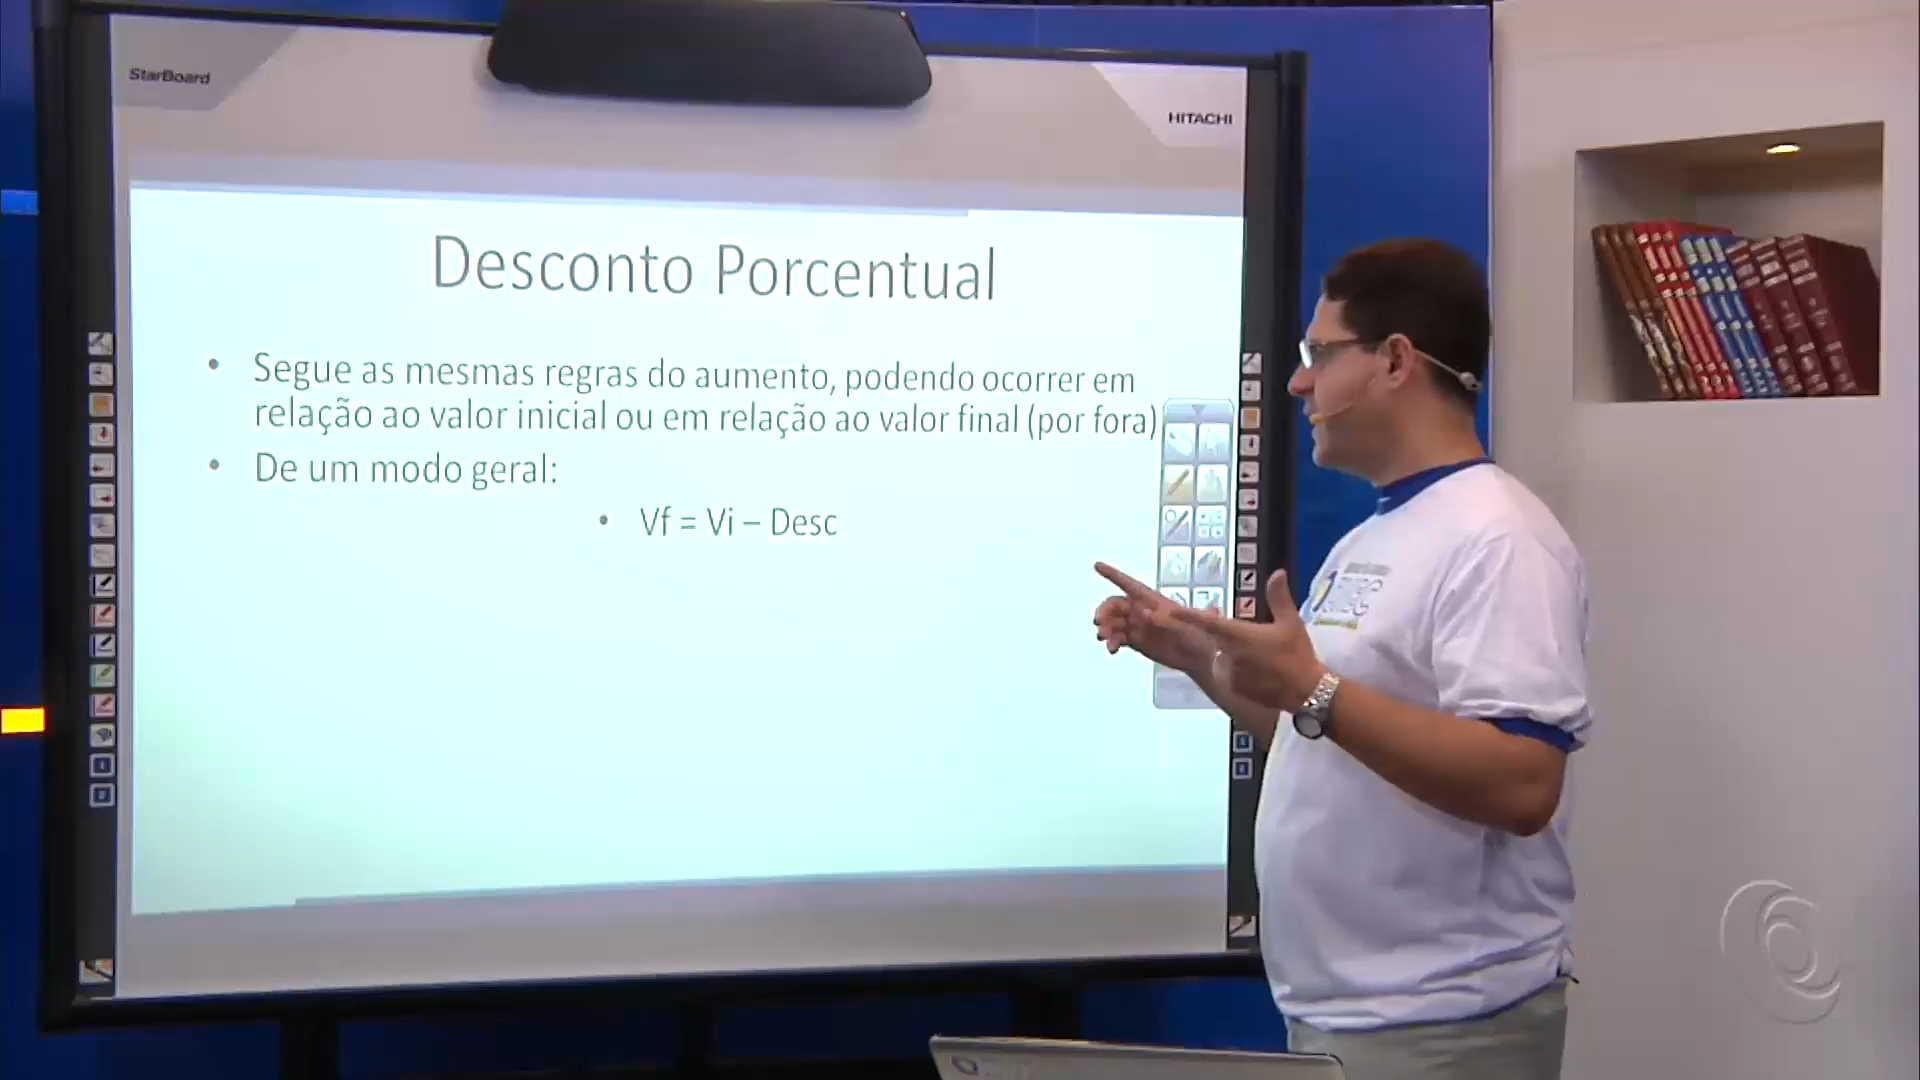 StarBoard
HITACHI
Desconto Porcentual
• Segue as mesmas regras do aumento, podendo ocorrer em
relação ao valor inicial ou em relação ao valor final (por fora)
• De um modo geral:
• Vf = Vi – Desc